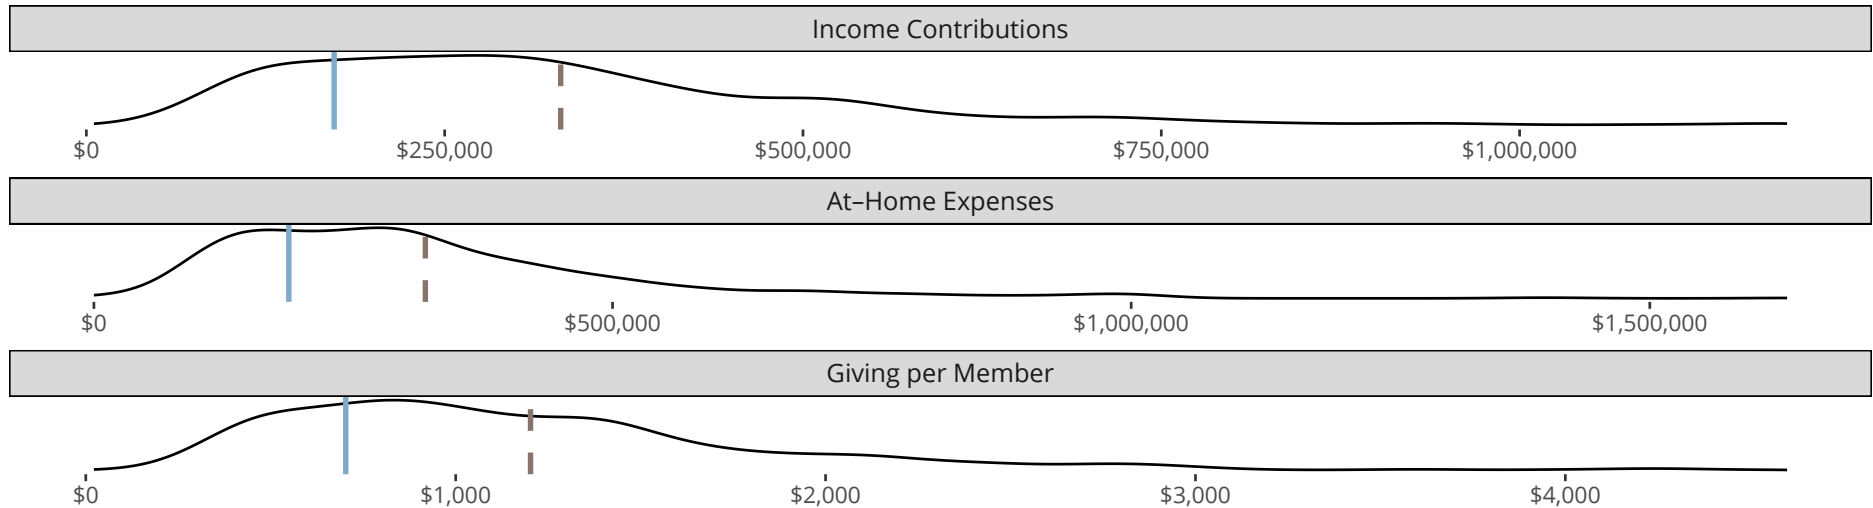 Income Contributions
$0 $250,000 $500,000 $750,000 $1,000,000
At–Home Expenses
$0 $500,000 $1,000,000 $1,500,000
Giving per Member
$0 $1,000 $2,000 $3,000 $4,000